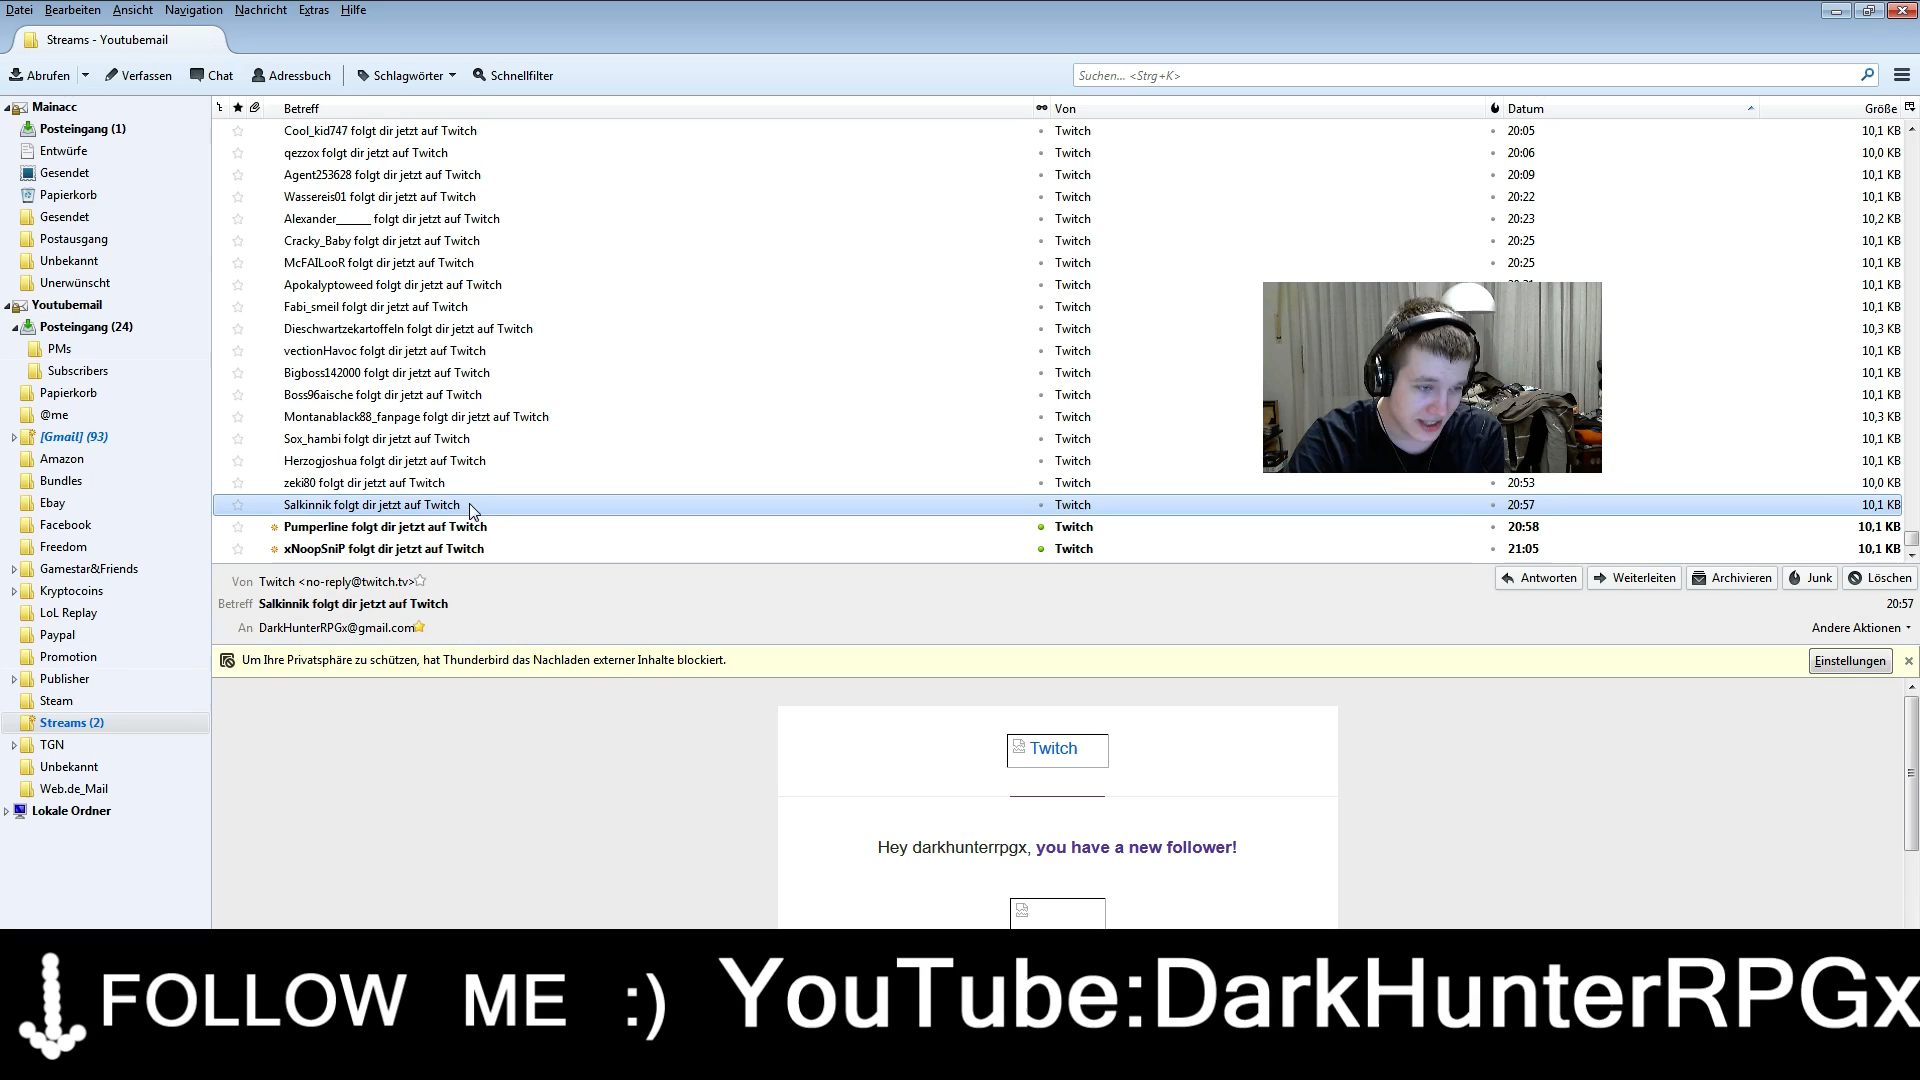 Datei Bearbeiten Ansicht Navigation Nachricht Extras Hilfe
Streams - Youtubemail
Abrufen Verfassen Chat Adressbuch Schlagwörter Schnellfilter Suchen... <Strg+K>
Betreff Von Datum Größe
Mainacc
Posteingang (1)
Entwürfe
Gesendet
Papierkorb
Gesendet
Postausgang
Unbekannt
Unerwünscht
Youtubemail
Posteingang (24)
PMs
Subscribers
Papierkorb
@me
[Gmail] (93)
Amazon
Bundles
Ebay
Facebook
Freedom
Gamestar&Friends
Kryptocoins
LoL Replay
Paypal
Promotion
Publisher
Steam
Streams (2)
TGN
Unbekannt
Web.de_Mail
Lokale Ordner
Cool_kid747 folgt dir jetzt auf Twitch Twitch 20:05 10,1 KB
qezzox folgt dir jetzt auf Twitch Twitch 20:06 10,0 KB
Agent253628 folgt dir jetzt auf Twitch Twitch 20:09 10,1 KB
Wassereis01 folgt dir jetzt auf Twitch Twitch 20:22 10,1 KB
Alexander______ folgt dir jetzt auf Twitch Twitch 20:23 10,2 KB
Cracky_Baby folgt dir jetzt auf Twitch Twitch 20:25 10,1 KB
McFAILooR folgt dir jetzt auf Twitch Twitch 20:25 10,1 KB
Apokalyptoweed folgt dir jetzt auf Twitch Twitch 10,1 KB
Fabi_smeil folgt dir jetzt auf Twitch Twitch 10,1 KB
Dieschwartzekartoffeln folgt dir jetzt auf Twitch Twitch 10,3 KB
vectionHavoc folgt dir jetzt auf Twitch Twitch 10,1 KB
Bigboss142000 folgt dir jetzt auf Twitch Twitch 10,1 KB
Boss96aische folgt dir jetzt auf Twitch Twitch 10,1 KB
Montanablack88_fanpage folgt dir jetzt auf Twitch Twitch 10,3 KB
Sox_hambi folgt dir jetzt auf Twitch Twitch 10,1 KB
Herzogjoshua folgt dir jetzt auf Twitch Twitch 10,1 KB
zeki80 folgt dir jetzt auf Twitch Twitch 20:53 10,0 KB
Salkinnik folgt dir jetzt auf Twitch Twitch 20:57 10,1 KB
Pumperline folgt dir jetzt auf Twitch Twitch 20:58 10,1 KB
xNoopSniP folgt dir jetzt auf Twitch Twitch 21:05 10,1 KB
Von Twitch <no-reply@twitch.tv> Antworten Weiterleiten Archivieren Junk Löschen
Betreff Salkinnik folgt dir jetzt auf Twitch 20:57
An DarkHunterRPGx@gmail.com Andere Aktionen
Um Ihre Privatsphäre zu schützen, hat Thunderbird das Nachladen externer Inhalte blockiert. Einstellungen
Twitch
Hey darkhunterrpgx, you have a new follower!
FOLLOW ME :) YouTube:DarkHunterRPGx